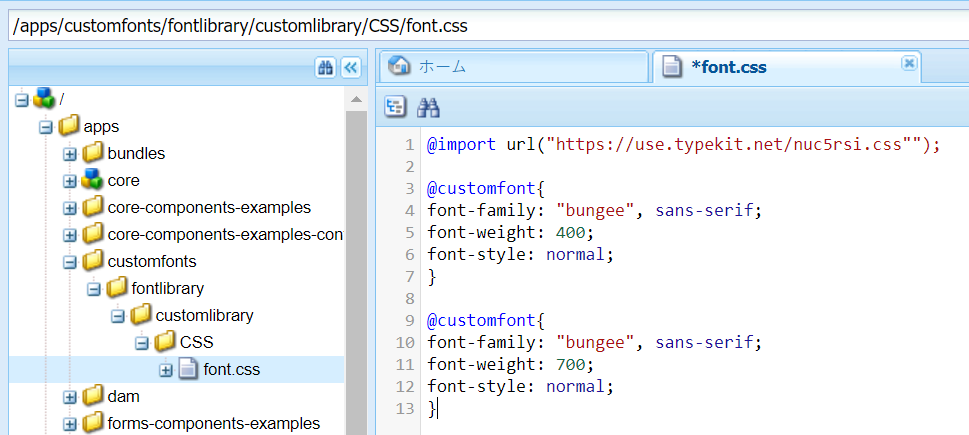 /apps/customfonts/fontlibrary/customlibrary/CSS/font.css
/
apps
bundles
core
core-components-examples
core-components-examples-con
customfonts
fontlibrary
customlibrary
CSS
font.css
dam
forms-components-examples
ホーム
*font.css
1 @import url("https://use.typekit.net/nuc5rsi.css"");
2
3 @customfont{
4 font-family: "bungee", sans-serif;
5 font-weight: 400;
6 font-style: normal;
7 }
8
9 @customfont{
10 font-family: "bungee", sans-serif;
11 font-weight: 700;
12 font-style: normal;
13 }